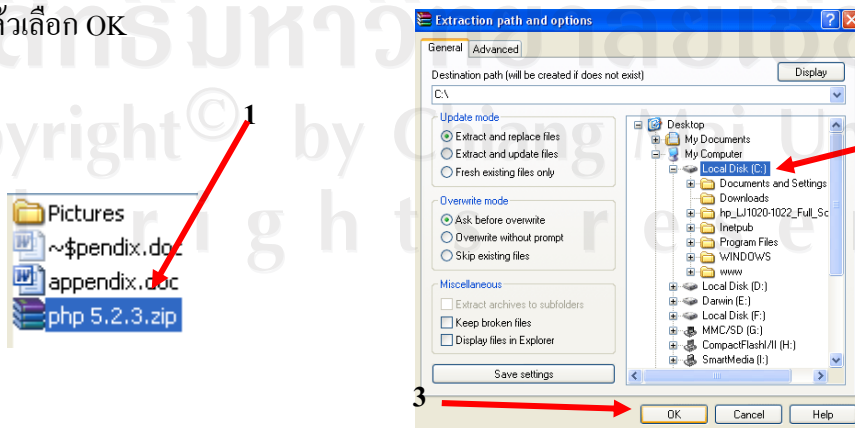 แล้วเลือก OK
1
Pictures
~$pendix.doc
appendix.doc
php 5.2.3.zip
Extraction path and options
General
Advanced
Destination path (will be created if does not exist)
Display
C:\
Update mode
Extract and replace files
Extract and update files
Fresh existing files only
Overwrite mode
Ask before overwrite
Overwrite without prompt
Skip existing files
Miscellaneous
Extract archives to subfolders
Keep broken files
Display files in Explorer
Save settings
Desktop
My Documents
My Computer
Local Disk (C:)
Documents and Settings
Downloads
hp_LJ1020-1022_Full_Sc
Inetpub
Program Files
WINDOWS
www
Local Disk (D:)
Darwin (E:)
Local Disk (F:)
MMC/SD (G:)
CompactFlashI/II (H:)
SmartMedia (I:)
3
OK
Cancel
Help